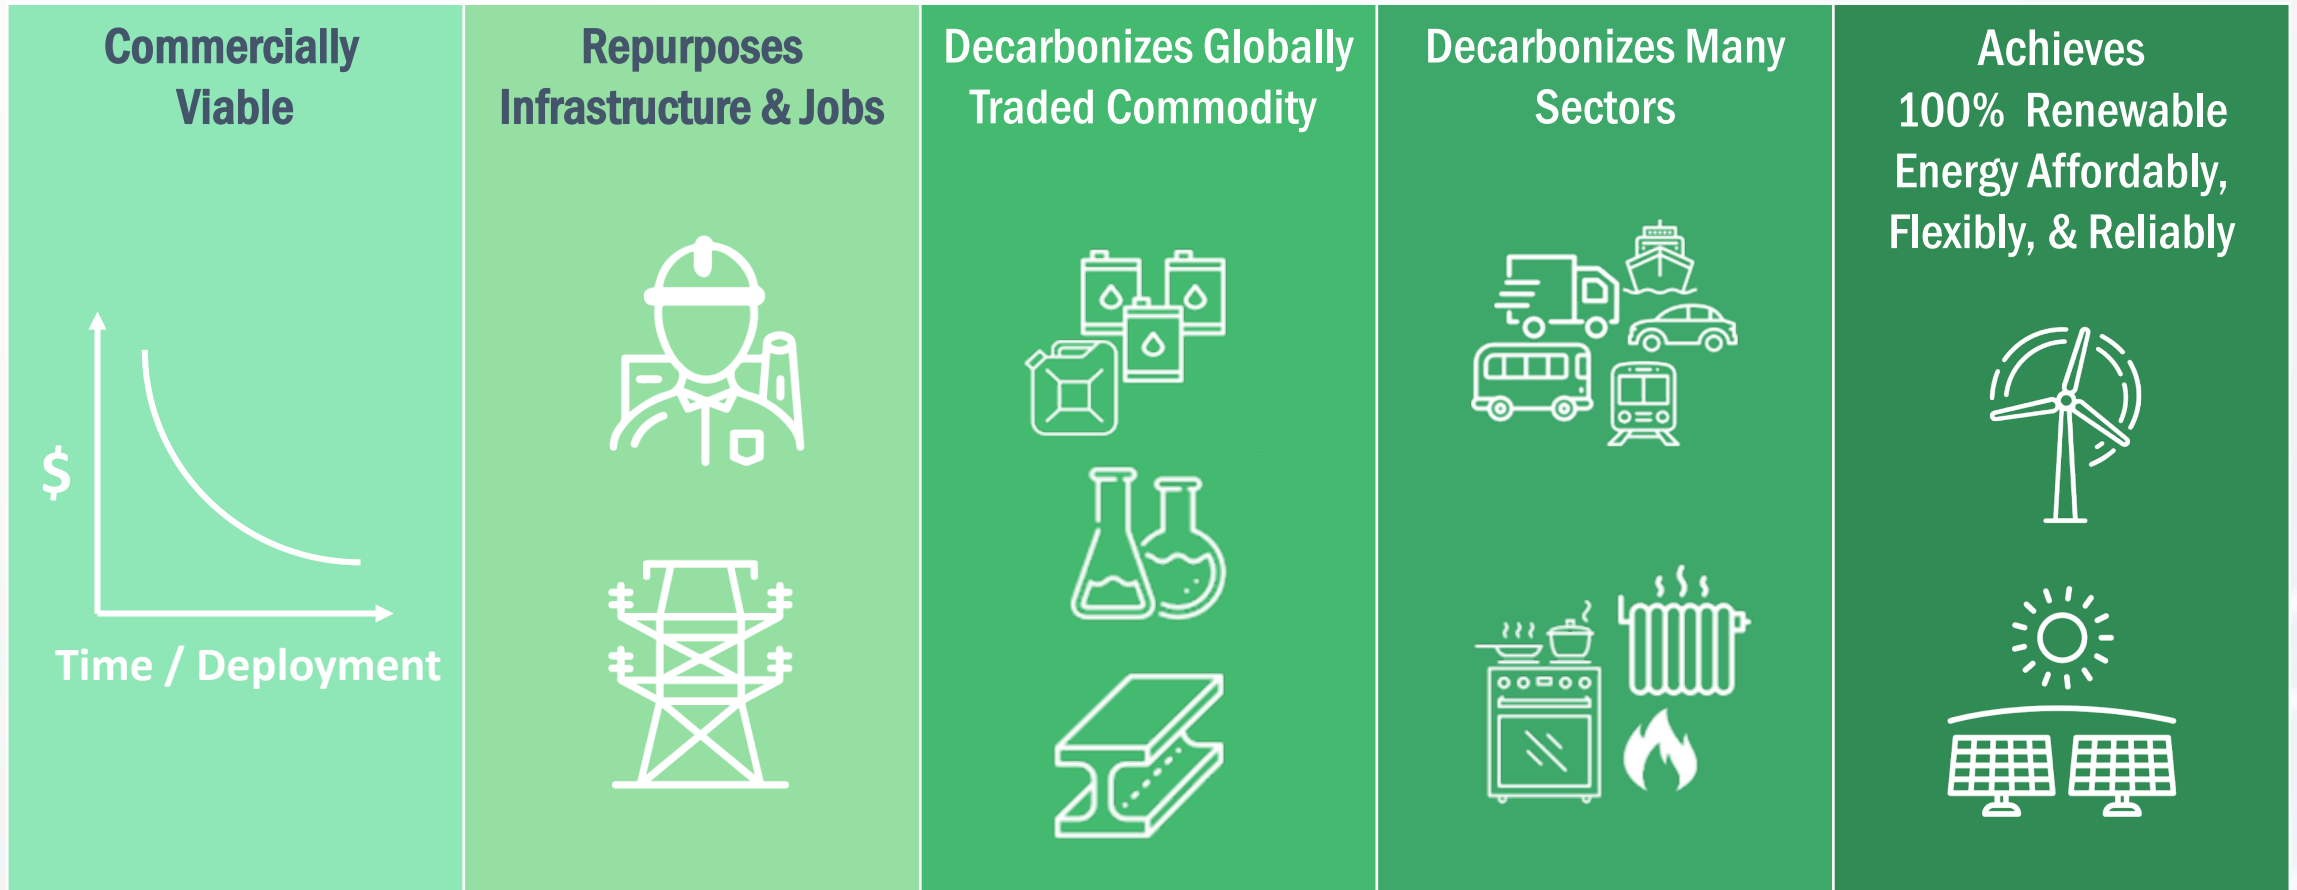 Commercially
Viable
$
Time / Deployment
Repurposes
Infrastructure & Jobs
Decarbonizes Globally
Traded Commodity
Decarbonizes Many
Sectors
Achieves
100% Renewable
Energy Affordably,
Flexibly, & Reliably